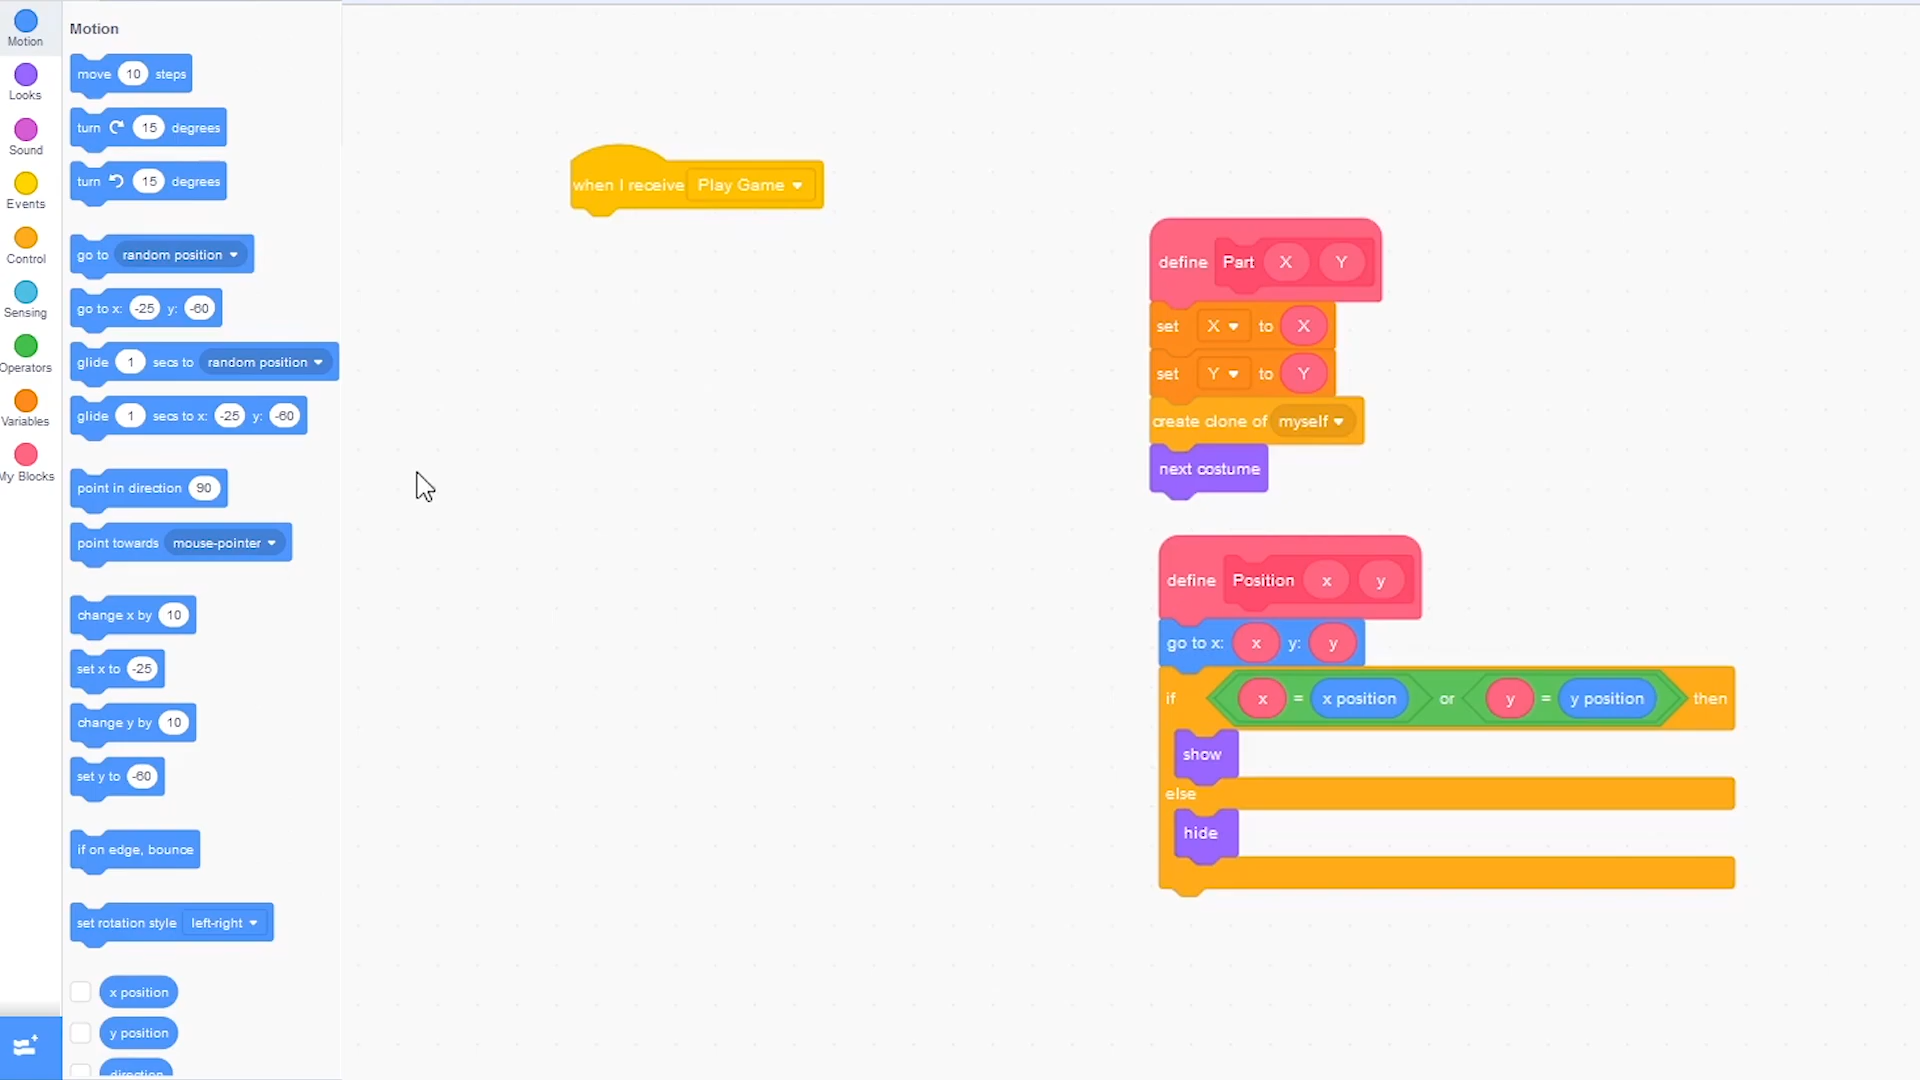 Motion
Looks
Sound
Events
Control
Sensing
Operators
Variables
My Blocks
Motion
move 10 steps
turn 15 degrees
turn 15 degrees
go to random position
go to x: -25 y: -60
glide 1 secs to random position
glide 1 secs to x: -25 y: -60
point in direction 90
point towards mouse-pointer
change x by 10
set x to -25
change y by 10
set y to -60
if on edge, bounce
set rotation style left-right
x position
y position
direction
when I receive Play Game
define Part X Y
set X to X
set Y to Y
create clone of myself
next costume
define Position x y
go to x: x y: y
if x = x position or y = y position then
show
else
hide